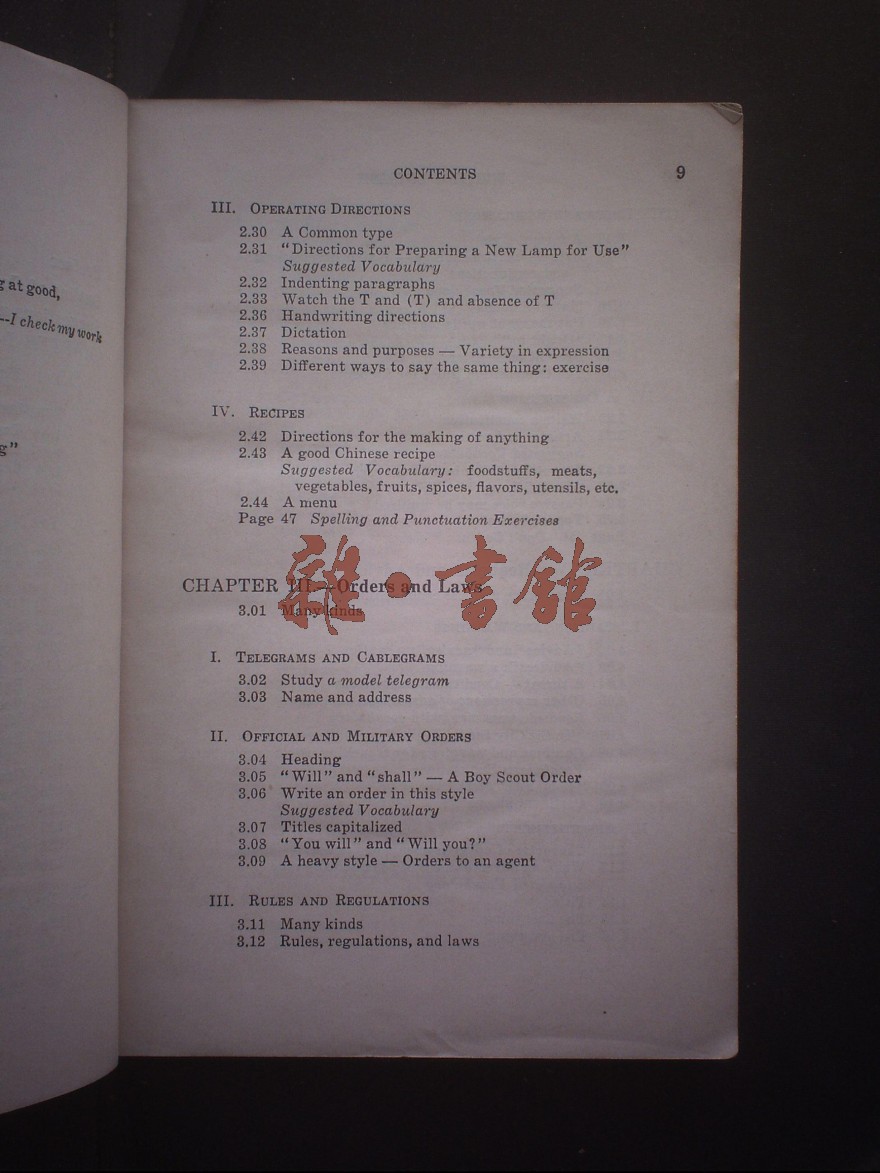 g at good,
--I check my work
g”
CONTENTS 9
III. OPERATING DIRECTIONS
2.30 A Common type
2.31 “Directions for Preparing a New Lamp for Use”
Suggested Vocabulary
2.32 Indenting paragraphs
2.33 Watch the T and (T) and absence of T
2.36 Handwriting directions
2.37 Dictation
2.38 Reasons and purposes — Variety in expression
2.39 Different ways to say the same thing: exercise
IV. RECIPES
2.42 Directions for the making of anything
2.43 A good Chinese recipe
Suggested Vocabulary: foodstuffs, meats,
vegetables, fruits, spices, flavors, utensils, etc.
2.44 A menu
Page 47 Spelling and Punctuation Exercises
CHAPTER III.—Orders and Laws
3.01 Many kinds
雜•書館
I. TELEGRAMS AND CABLEGRAMS
3.02 Study a model telegram
3.03 Name and address
II. OFFICIAL AND MILITARY ORDERS
3.04 Heading
3.05 “Will” and “shall” — A Boy Scout Order
3.06 Write an order in this style
Suggested Vocabulary
3.07 Titles capitalized
3.08 “You will” and “Will you?”
3.09 A heavy style — Orders to an agent
III. RULES AND REGULATIONS
3.11 Many kinds
3.12 Rules, regulations, and laws